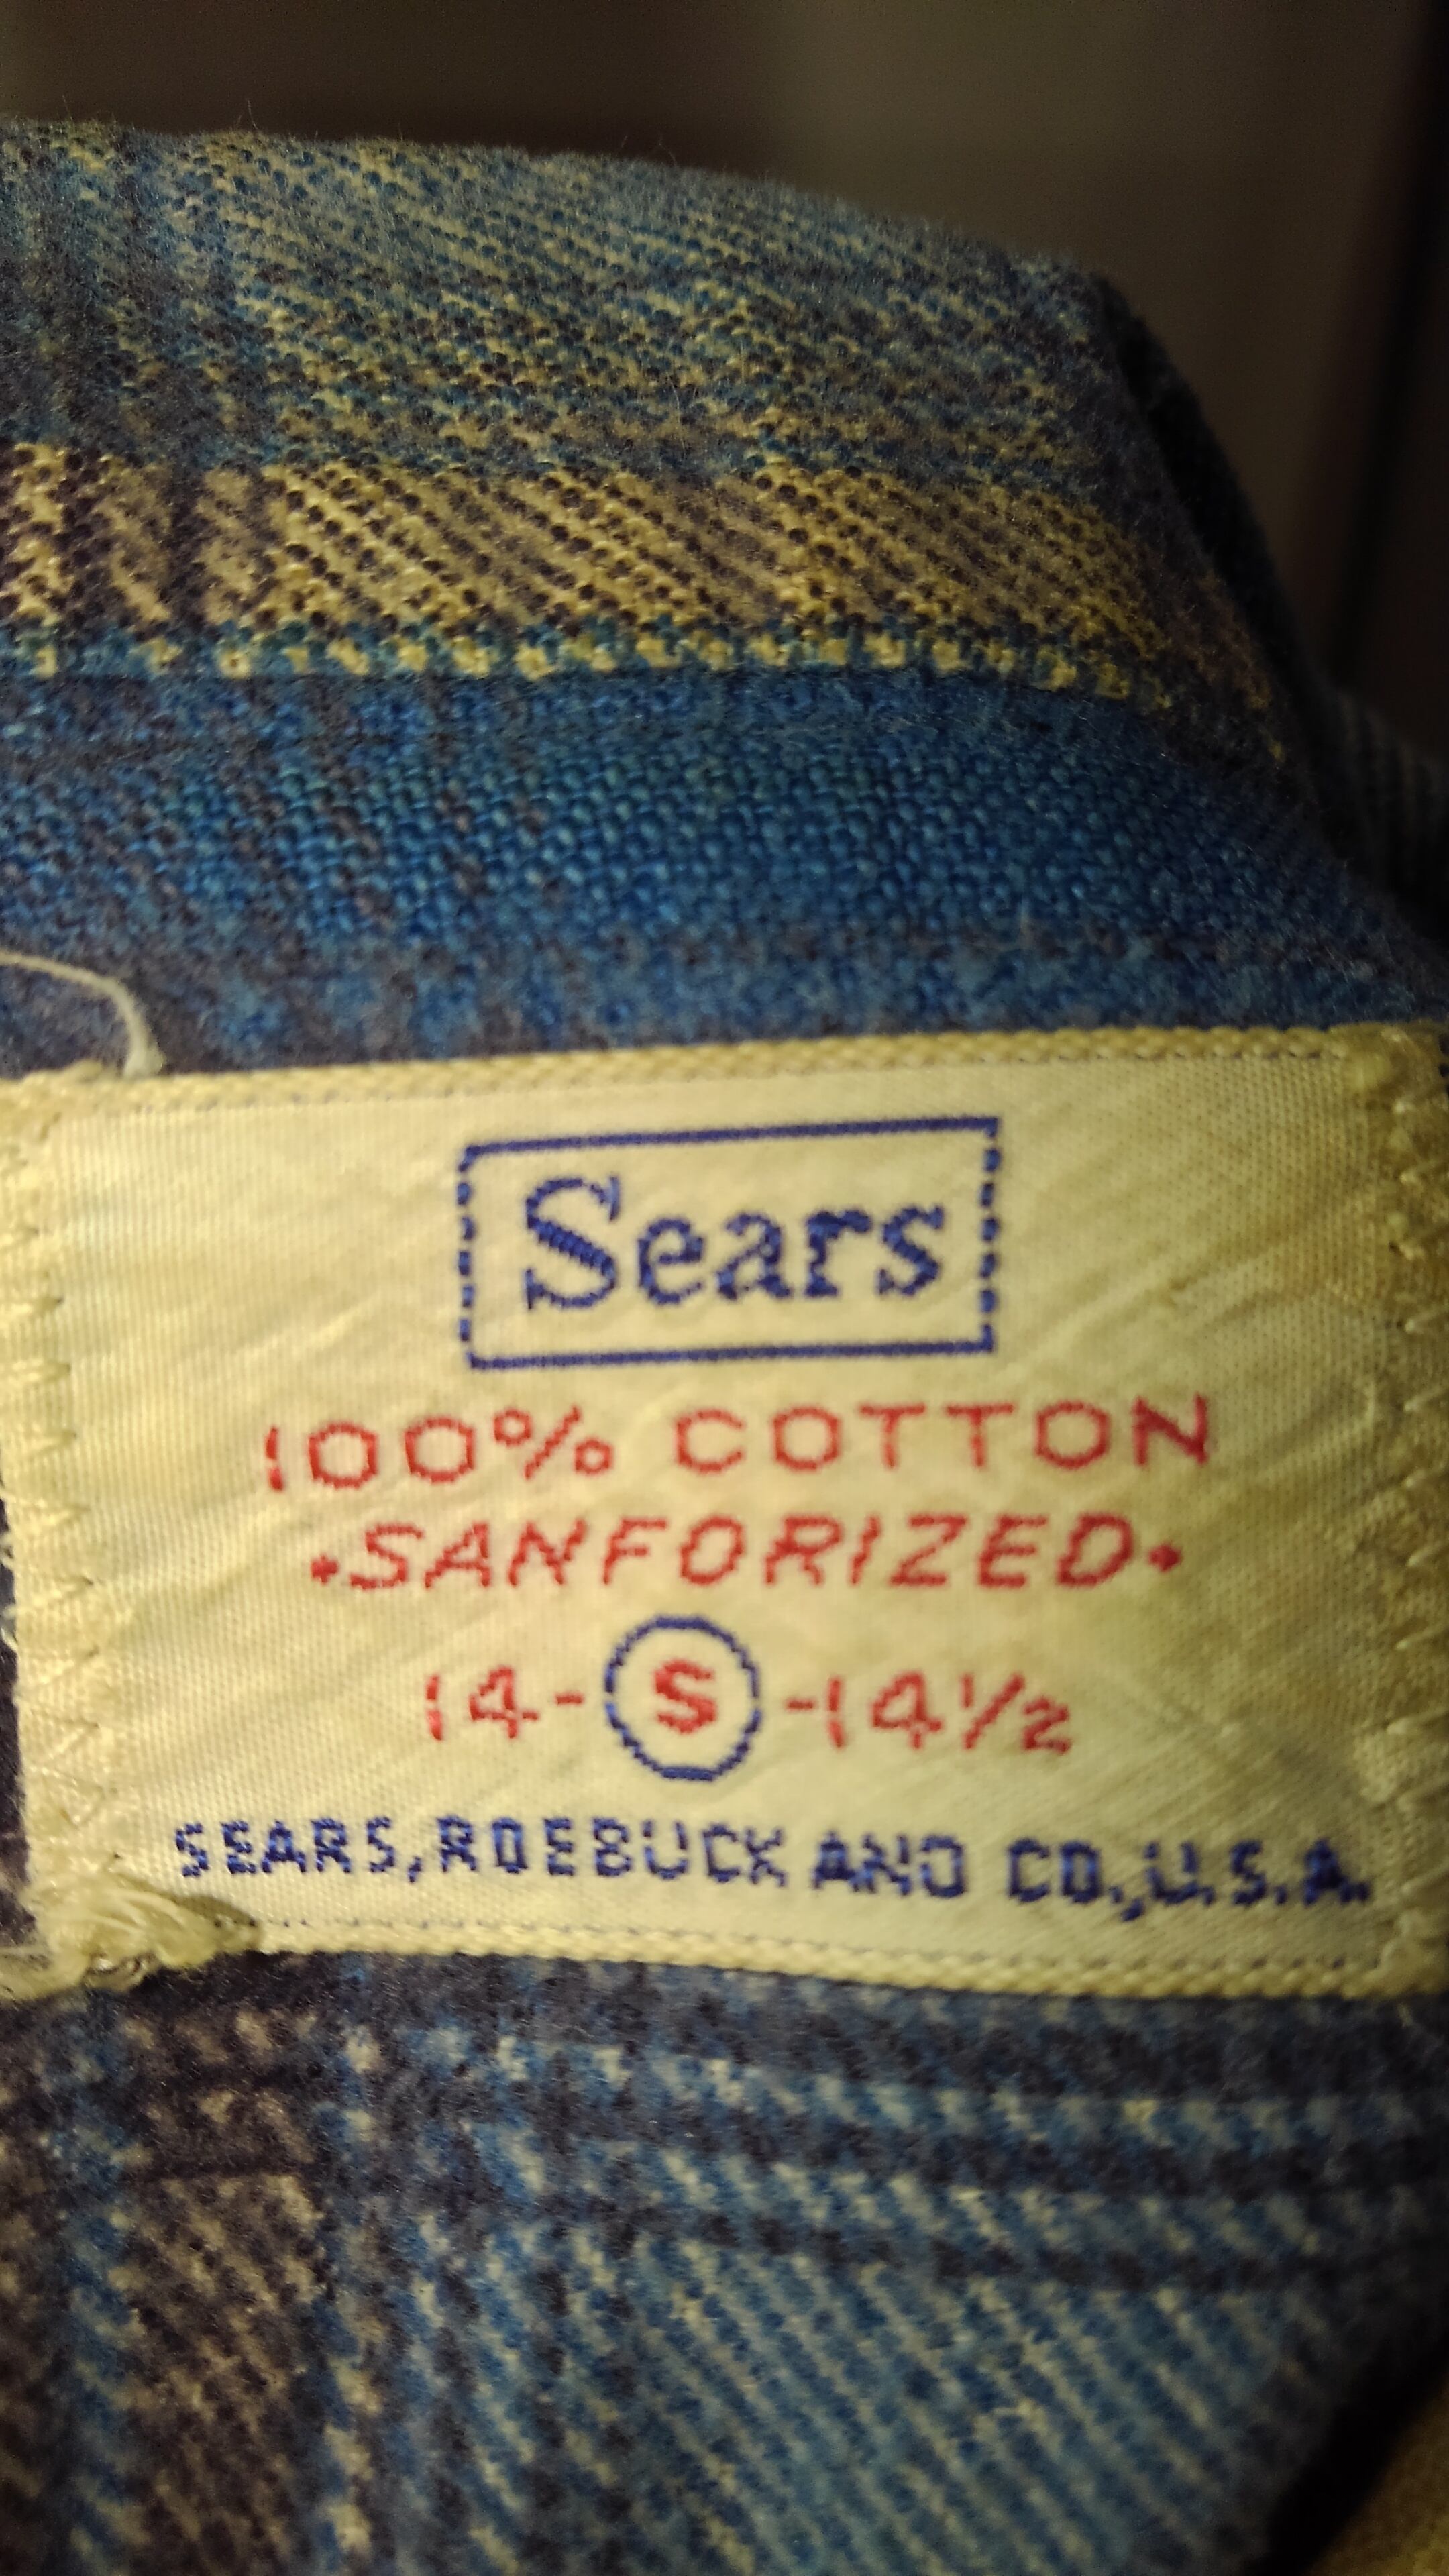 Sears
100% COTTON
•SANFORIZED•
14-S-14½
SEARS, ROEBUCK AND CO., U.S.A.